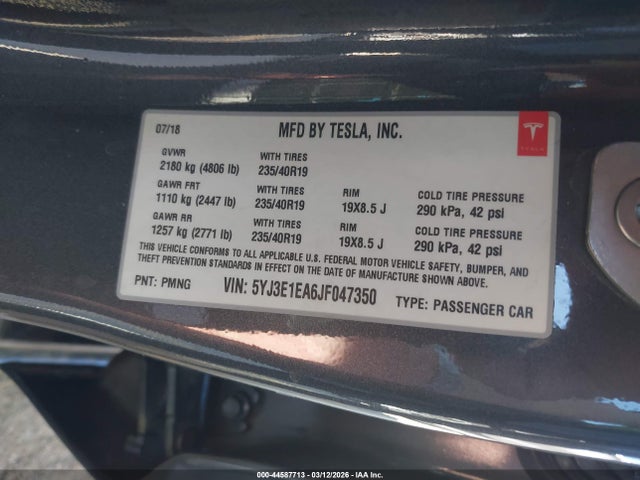 07/18 MFD BY TESLA, INC.
TESLA
GVWR WITH TIRES
2180 kg (4806 lb) 235/40R19
GAWR FRT WITH TIRES RIM COLD TIRE PRESSURE
1110 kg (2447 lb) 235/40R19 19X8.5 J 290 kPa, 42 psi
GAWR RR WITH TIRES RIM COLD TIRE PRESSURE
1257 kg (2771 lb) 235/40R19 19X8.5 J 290 kPa, 42 psi
THIS VEHICLE CONFORMS TO ALL APPLICABLE U.S. FEDERAL MOTOR VEHICLE SAFETY, BUMPER, AND
THEFT PREVENTION STANDARDS IN EFFECT ON THE DATE OF MANUFACTURE SHOWN ABOVE.
PNT: PMNG VIN: 5YJ3E1EA6JF047350 TYPE: PASSENGER CAR
000-44587713 - 03/12/2026 - IAA Inc.